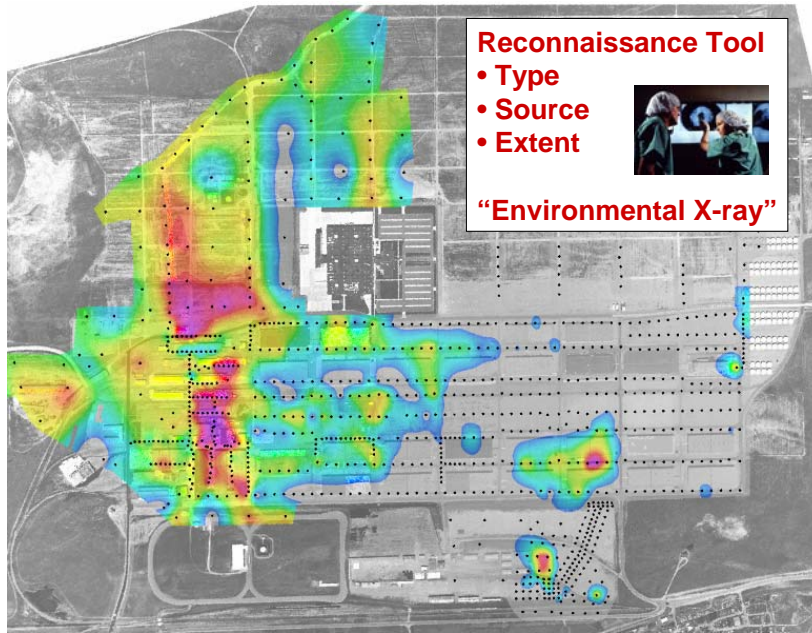 Reconnaissance Tool
• Type
• Source
• Extent
“Environmental X-ray”